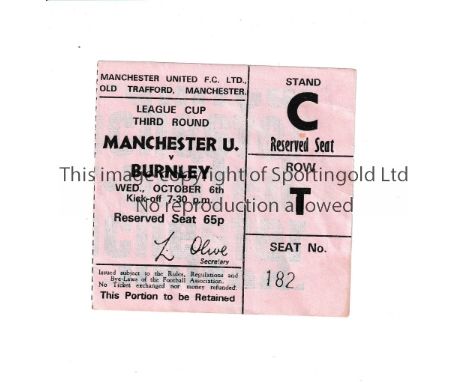 MANCHESTER UNITED F.C. LTD.,
OLD TRAFFORD, MANCHESTER.
LEAGUE CUP
THIRD ROUND
MANCHESTER U.
v
BURNLEY
WED., OCTOBER 6th
Kick-off 7-30 p.m.
Reserved Seat 65p
L. Olive
Secretary
Issued subject to the Rules, Regulations and
Bye-Laws of the Football Association.
No Ticket exchanged nor money refunded.
This Portion to be Retained
STAND
C
Reserved Seat
ROW
T
SEAT No.
182
This image is copyright of Sportingold Ltd
No reproduction allowed